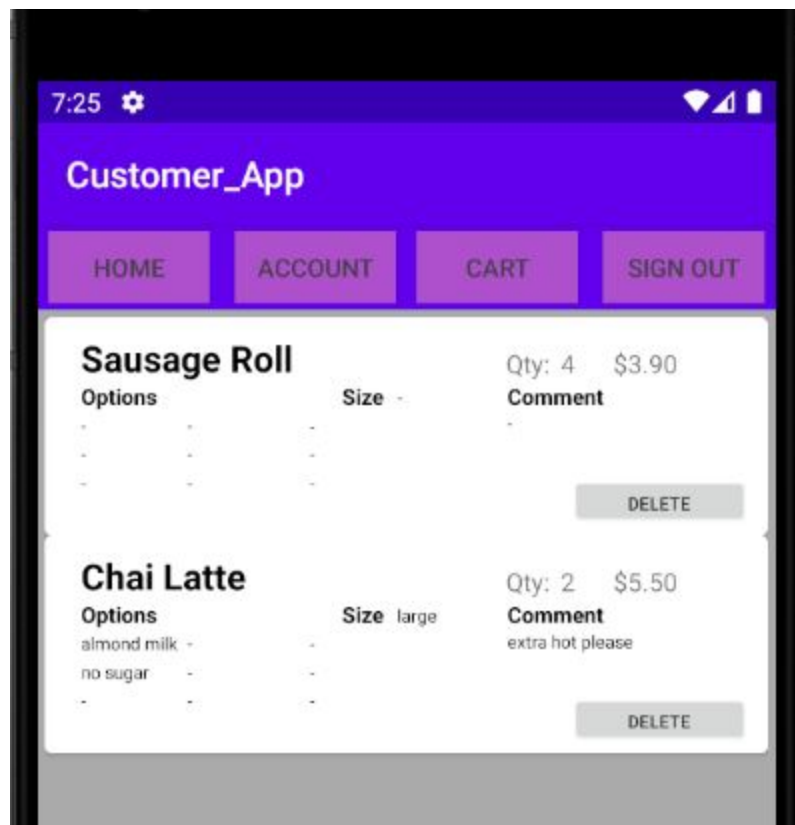 7:25
Customer_App
HOME ACCOUNT CART SIGN OUT
Sausage Roll Qty: 4 $3.90
Options Size - Comment
- - - -
- - -
- - -
DELETE
Chai Latte Qty: 2 $5.50
Options Size large Comment
almond milk - - extra hot please
no sugar - -
- - -
DELETE